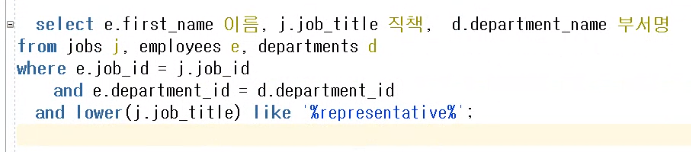 select e.first_name 이름, j.job_title 직책,  d.department_name 부서명
from jobs j, employees e, departments d
where e.job_id = j.job_id
and e.department_id = d.department_id
and lower(j.job_title) like '%representative%';